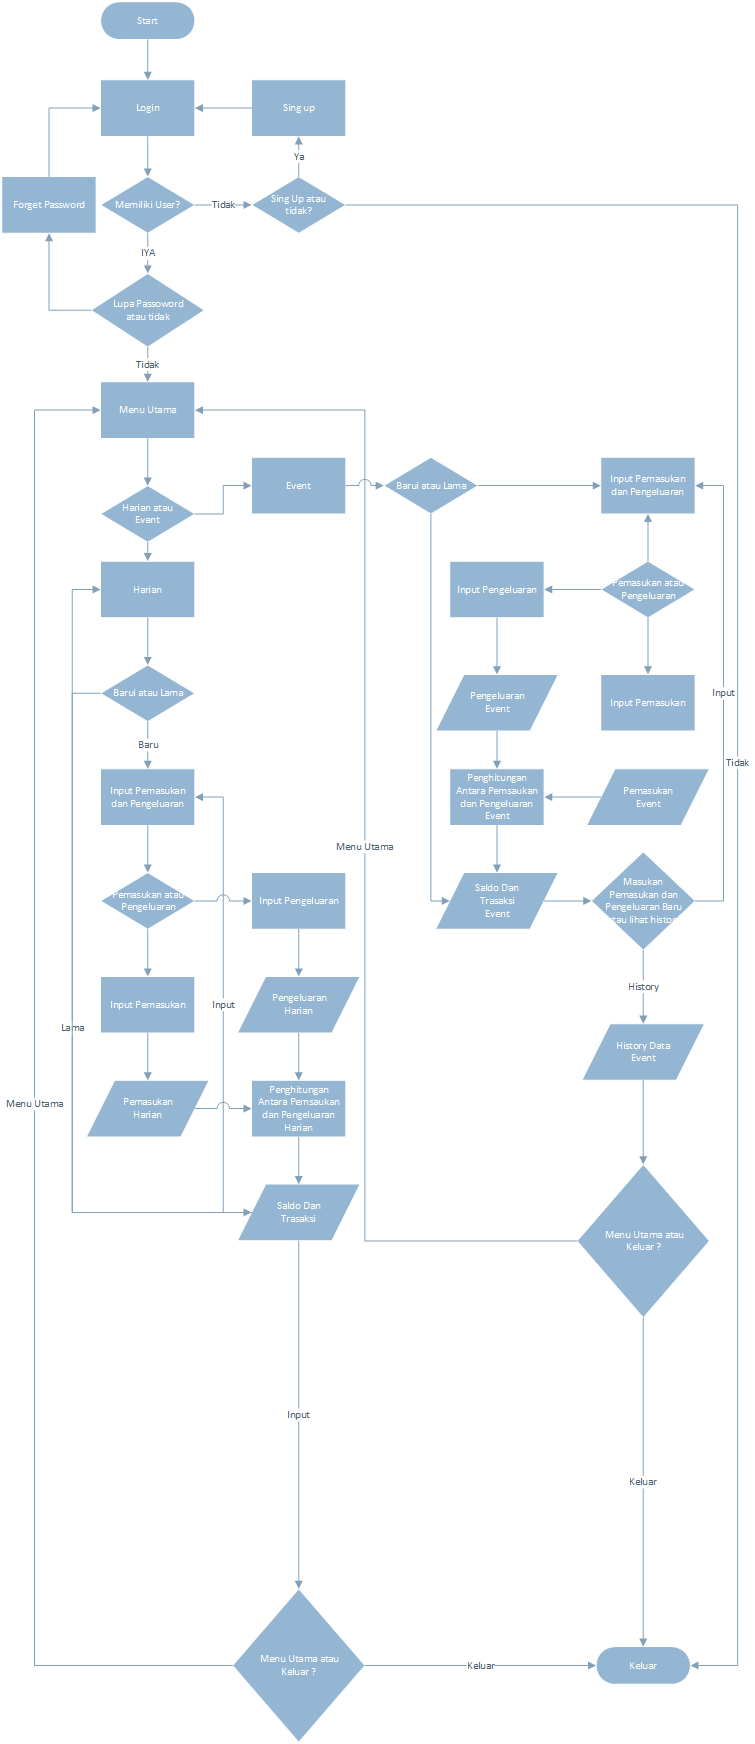 Start
Login
Sing up
Ya
Forget Password
Memiliki User?
Tidak
Sing Up atau
tidak?
IYA
Lupa Passoword
atau tidak
Tidak
Menu Utama
Event
Barui atau Lama
Input Pemasukan
dan Pengeluaran
Harian atau
Event
Harian
Input Pengeluaran
Pemasukan atau
Pengeluaran
Barui atau Lama
Pengeluaran
Event
Input Pemasukan
Input
Baru
Tidak
Input Pemasukan
dan Pengeluaran
Penghitungan
Antara Pemsaukan
dan Pengeluaran
Event
Pemasukan
Event
Menu Utama
Pemasukan atau
Pengeluaran
Input Pengeluaran
Saldo Dan
Trasaksi
Event
Masukan
Pemasukan dan
Pengeluaran Baru
atau lihat histor
History
Input Pemasukan
Input
Pengeluaran
Harian
Lama
History Data
Event
Menu Utama
Pemasukan
Harian
Penghitungan
Antara Pemsaukan
dan Pengeluaran
Harian
Saldo Dan
Trasaksi
Menu Utama atau
Keluar ?
Input
Keluar
Menu Utama atau
Keluar ?
Keluar
Keluar